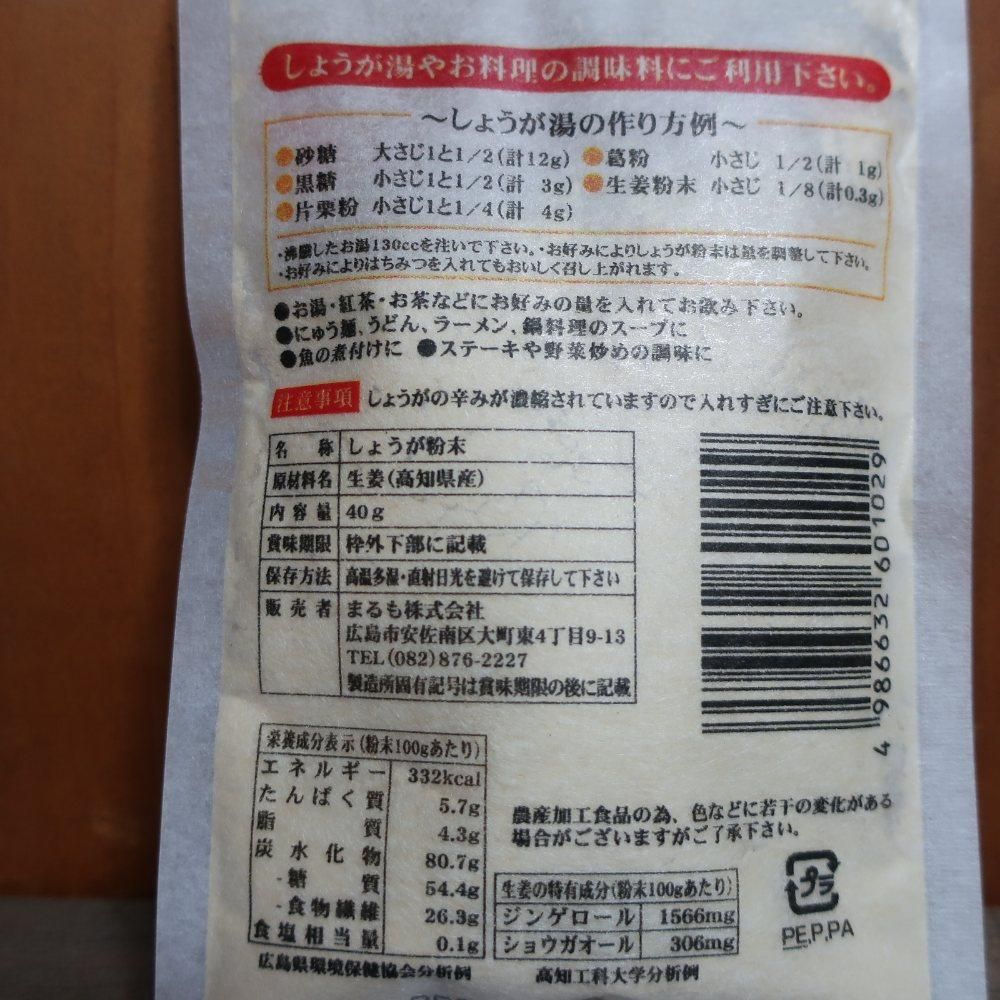 しょうが湯やお料理の調味料にご利用下さい。
～しょうが湯の作り方例～
●砂糖 大さじ1と1/2(計12g) ●葛粉 小さじ 1/2(計 1g)
●黒糖 小さじ1と1/2(計 3g) ●生姜粉末 小さじ 1/8(計0.3g)
●片栗粉 小さじ1と1/4(計 4g)
・沸騰したお湯130ccを注いで下さい。・お好みによりしょうが粉末は量を調整して下さい。
・お好みによりはちみつを入れてもおいしく召し上がれます。
●お湯・紅茶・お茶などにお好みの量を入れてお飲み下さい。
●にゅう麺、うどん、ラーメン、鍋料理のスープに
●魚の煮付けに ●ステーキや野菜炒めの調味に
注意事項 しょうがの辛みが濃縮されていますので入れすぎにご注意下さい。
名称 しょうが粉末
原材料名 生姜(高知県産)
内容量 40g
賞味期限 枠外下部に記載
保存方法 高温多湿・直射日光を避けて保存して下さい
販売者 まるも株式会社
広島市安佐南区大町東4丁目9-13
TEL(082)876-2227
製造所固有記号は賞味期限の後に記載
4 986632 601029
栄養成分表示(粉末100gあたり)
エネルギー 332kcal
たんぱく質 5.7g
脂質 4.3g
炭水化物 80.7g
-糖質 54.4g
-食物繊維 26.3g
食塩相当量 0.1g
広島県環境保健協会分析例
農産加工食品の為、色などに若干の変化がある
場合がございますがご了承下さい。
生姜の特有成分(粉末100gあたり)
ジンゲロール 1566mg
ショウガオール 306mg
高知工科大学分析例
プラ
PE,P,PA